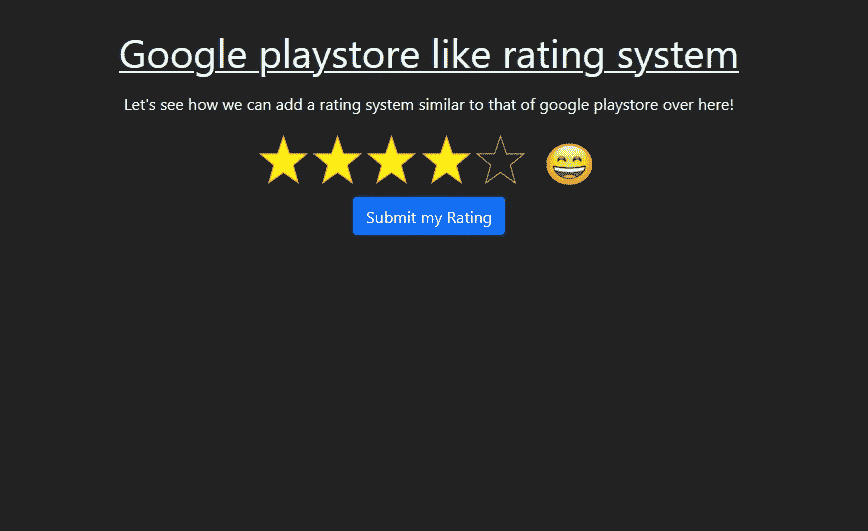 Google playstore like rating system
Let's see how we can add a rating system similar to that of google playstore over here!
Submit my Rating